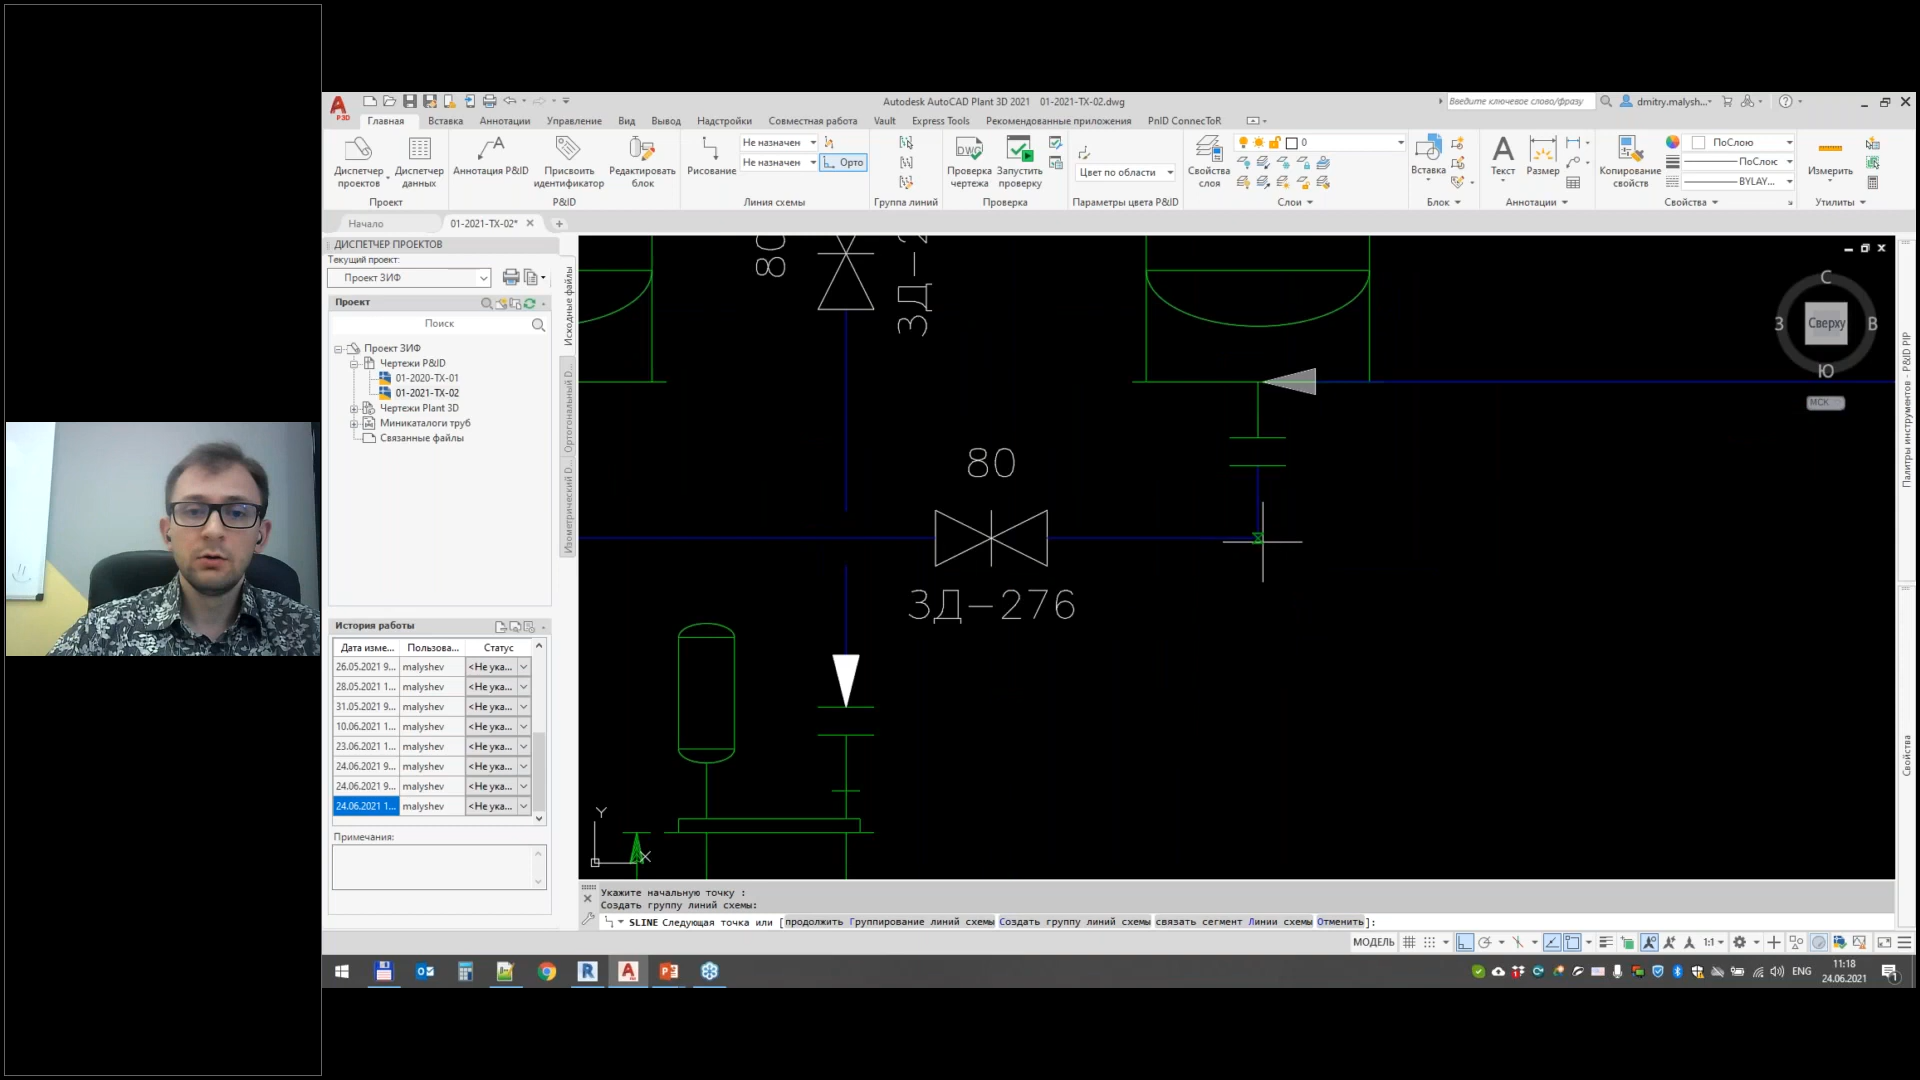 Autodesk AutoCAD Plant 3D 2021 01-2021-TX-02.dwg
Введите ключевое слово/фразу
dmitry.malysh...
P3D
Главная Вставка Аннотации Управление Вид Вывод Надстройки Совместная работа Vault Express Tools Рекомендованные приложения PnID ConnecToR
Диспетчер проектов
Диспетчер данных
Проект
Аннотация P&ID
Присвоить идентификатор
Редактировать блок
P&ID
Рисование
Не назначен
Не назначен
Орто
Линия схемы
Группа линий
DWG
Проверка чертежа
Запустить проверку
Проверка
Цвет по области
Параметры цвета P&ID
Свойства слоя
0
Слои
Вставка
Блок
Текст
Размер
Аннотации
Копирование свойств
ПоСлою
ПоСлою
BYLAY...
Свойства
Измерить
Утилиты
Начало
01-2021-TX-02*
ДИСПЕТЧЕР ПРОЕКТОВ
Текущий проект:
Проект ЗИФ
Проект
Поиск
Проект ЗИФ
Чертежи P&ID
01-2020-TX-01
01-2021-TX-02
Чертежи Plant 3D
Миникаталоги труб
Связанные файлы
Исходные файлы
Ортогональный D...
Изометрический D...
История работы
Дата изме... Пользова... Статус
26.05.2021 9... malyshev <Не ука...
28.05.2021 1... malyshev <Не ука...
31.05.2021 9... malyshev <Не ука...
10.06.2021 1... malyshev <Не ука...
23.06.2021 1... malyshev <Не ука...
24.06.2021 9... malyshev <Не ука...
24.06.2021 9... malyshev <Не ука...
24.06.2021 1... malyshev <Не ука...
Примечания:
80
80
ЗД-276
Y
X
С
З
Сверху
В
Ю
МСК
Палитры инструментов - P&ID PIP
Свойства
Укажите начальную точку :
Создать группу линий схемы:
SLINE Следующая точка или [продолжить Группирование линий схемы Создать группу линий схемы связать сегмент Линии схемы Отменить]:
МОДЕЛЬ
1:1
ENG
11:18
24.06.2021
1